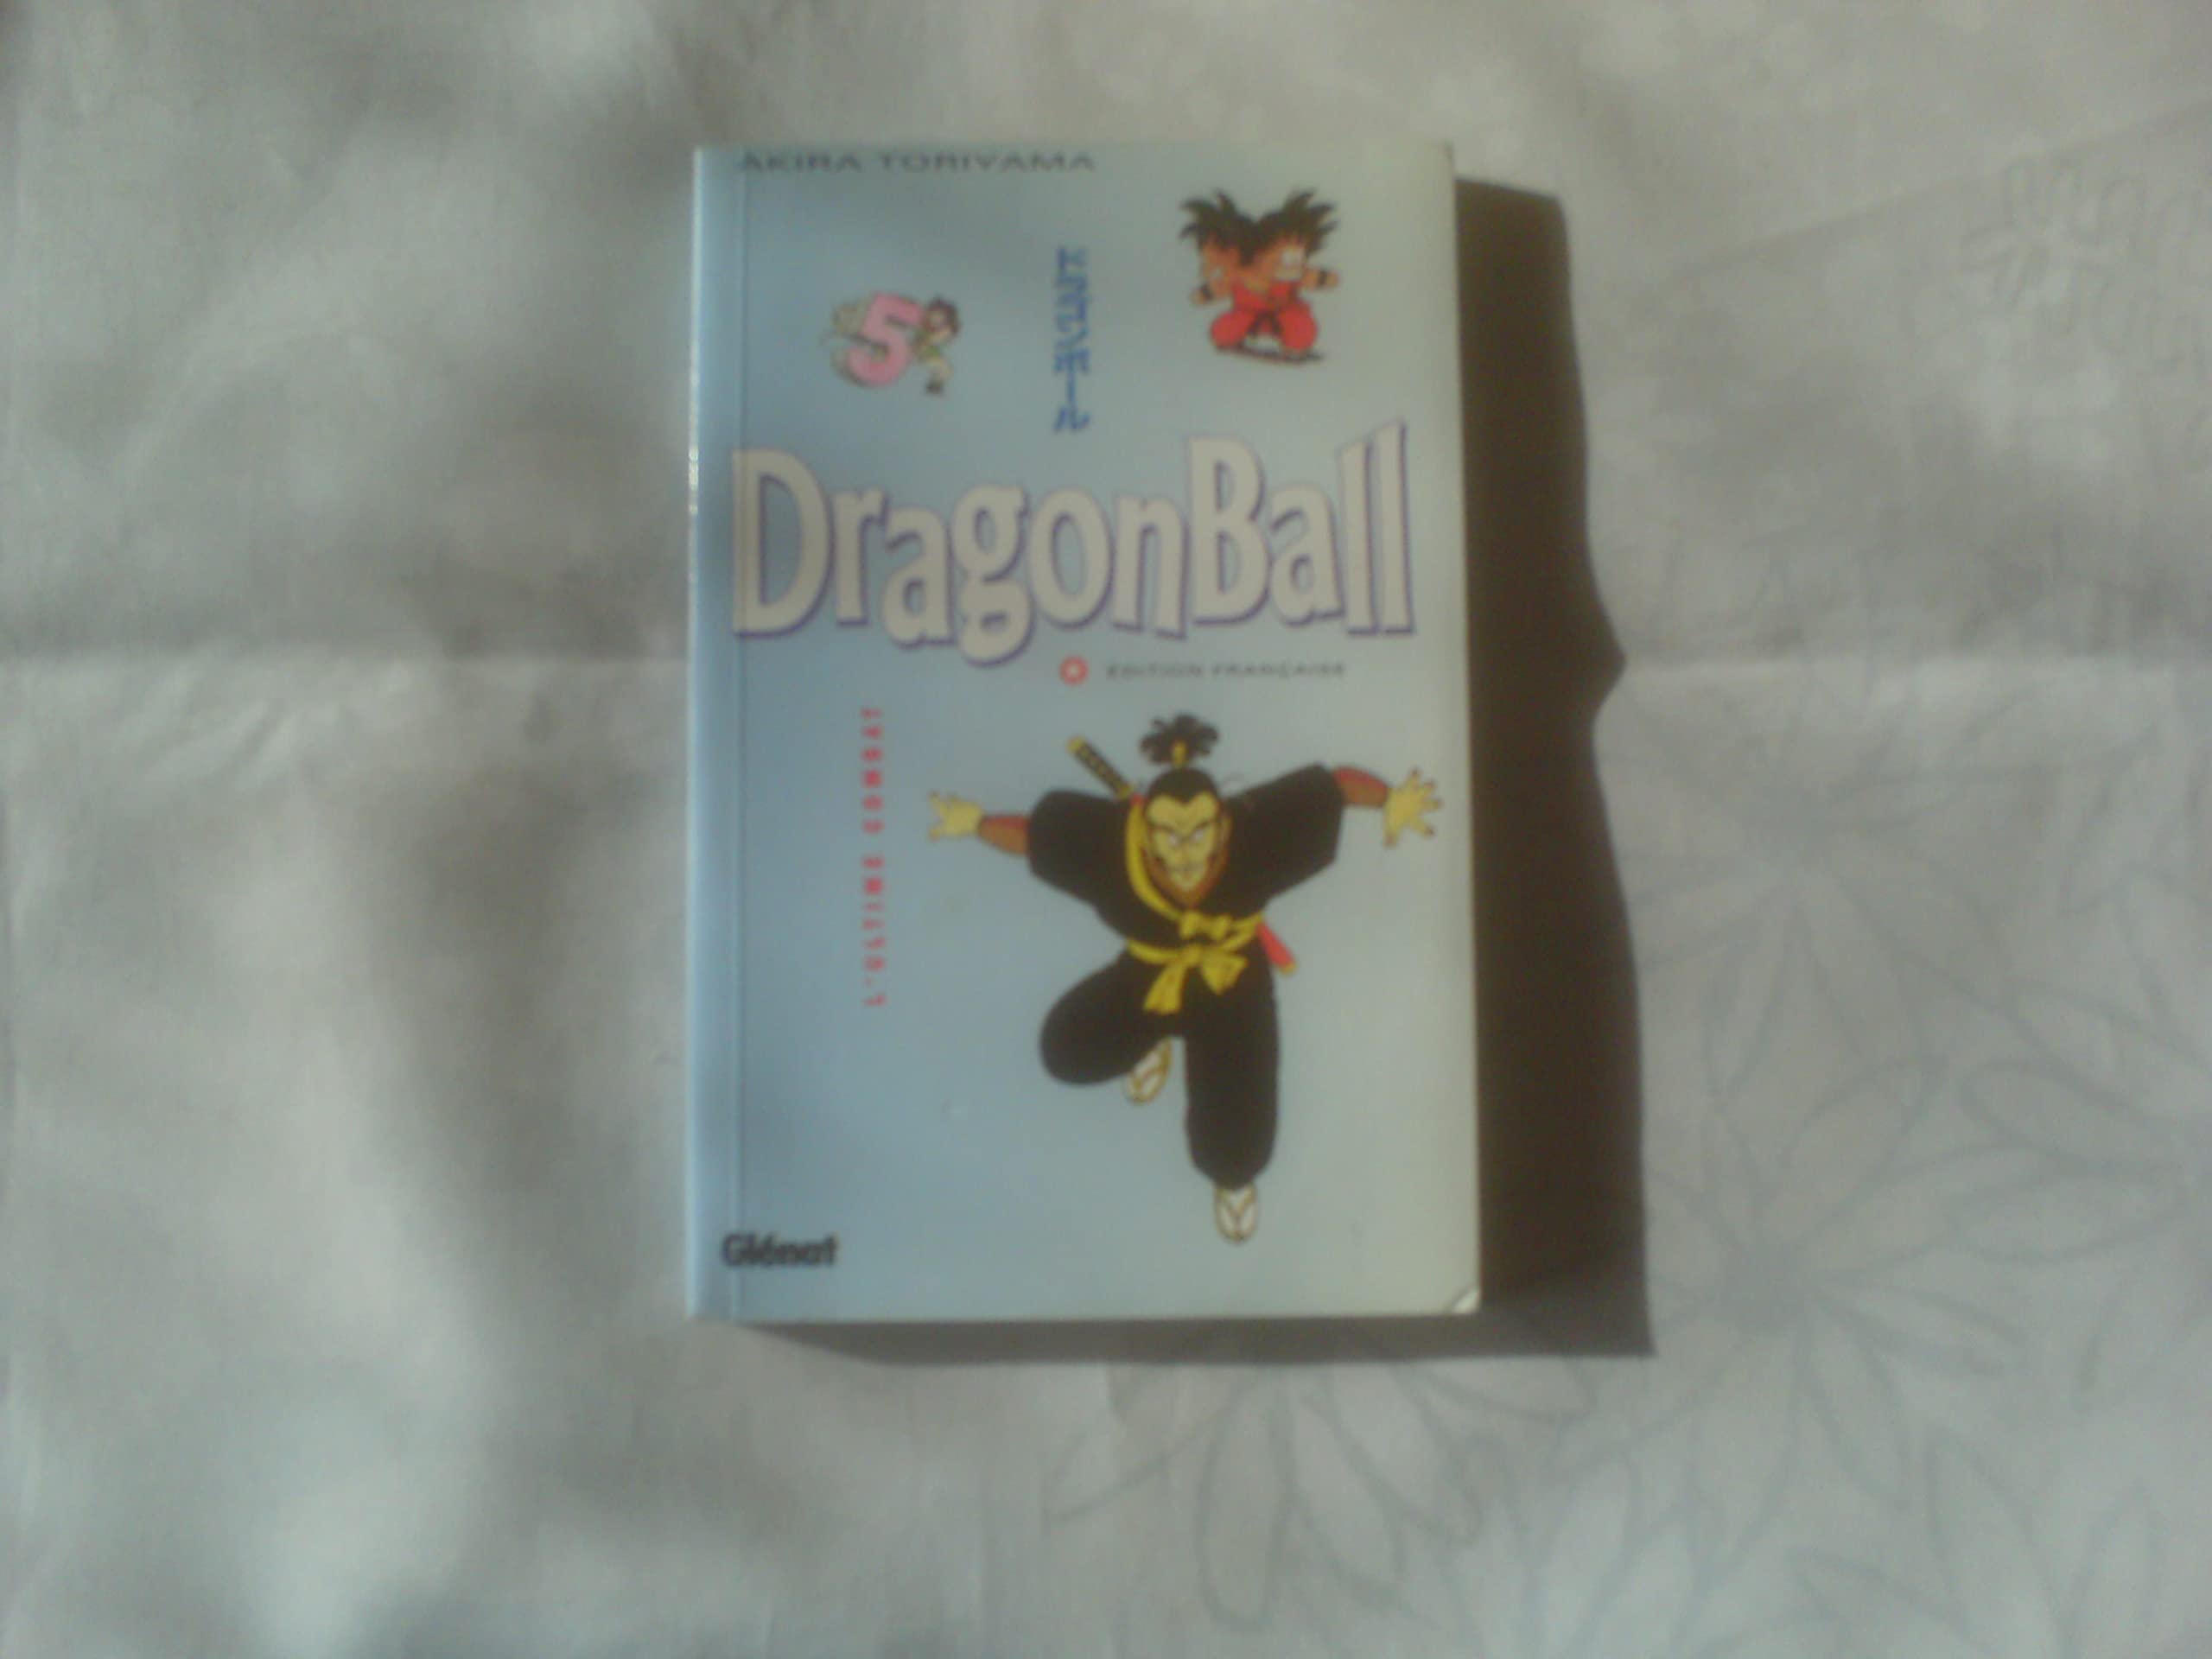 AKIRA TORIYAMA
5
ドラゴンボール
DragonBall
EDITION FRANÇAISE
L'ULTIME COMBAT
Glénat